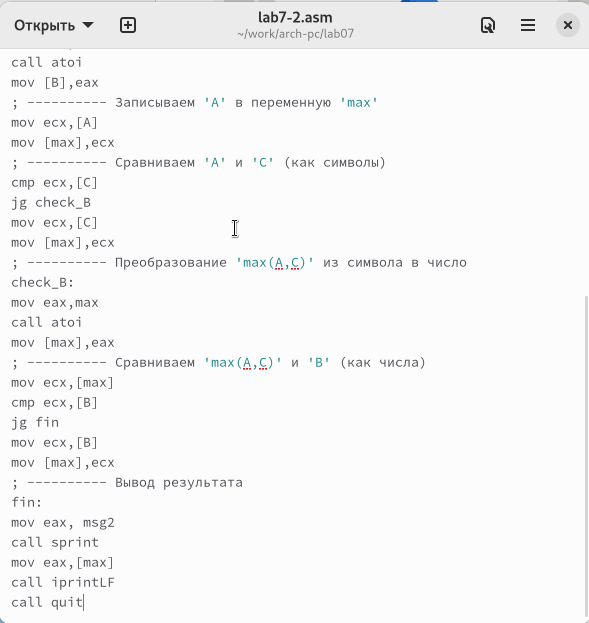 Открыть
lab7-2.asm
~/work/arch-pc/lab07
call atoi
mov [B],eax
; ---------- Записываем 'A' в переменную 'max'
mov ecx,[A]
mov [max],ecx
; ---------- Сравниваем 'A' и 'C' (как символы)
cmp ecx,[C]
jg check_B
mov ecx,[C]
mov [max],ecx
; ---------- Преобразование 'max(A,C)' из символа в число
check_B:
mov eax,max
call atoi
mov [max],eax
; ---------- Сравниваем 'max(A,C)' и 'B' (как числа)
mov ecx,[max]
cmp ecx,[B]
jg fin
mov ecx,[B]
mov [max],ecx
; ---------- Вывод результата
fin:
mov eax, msg2
call sprint
mov eax,[max]
call iprintLF
call quit